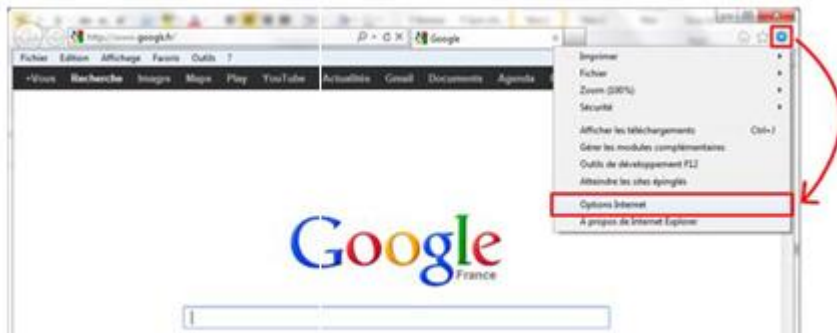 http://www.google.fr/
Google
Fichier Edition Affichage Favoris Outils ?
+Vous Recherche Images Maps Play YouTube Actualités Gmail Documents Agenda
Imprimer
Fichier
Zoom (100%)
Sécurité
Afficher les téléchargements Ctrl+J
Gérer les modules complémentaires
Outils de développement F12
Atteindre les sites épinglés
Options Internet
À propos de Internet Explorer
Google
France